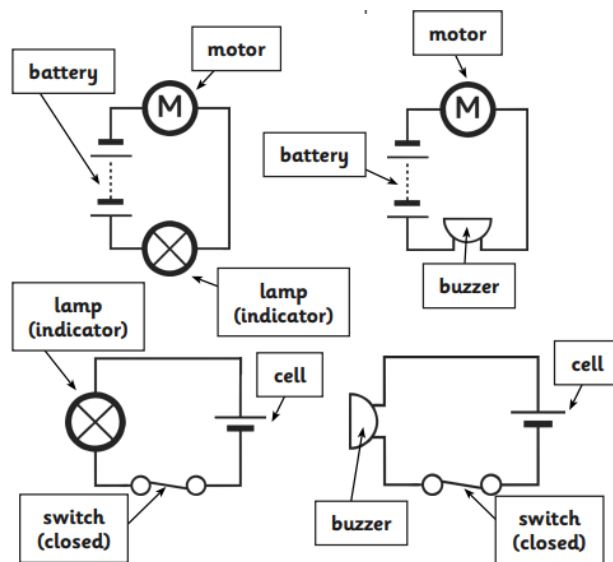 motor
battery
M
lamp
(indicator)
motor
M
battery
buzzer
lamp
(indicator)
cell
switch
(closed)
cell
buzzer
switch
(closed)